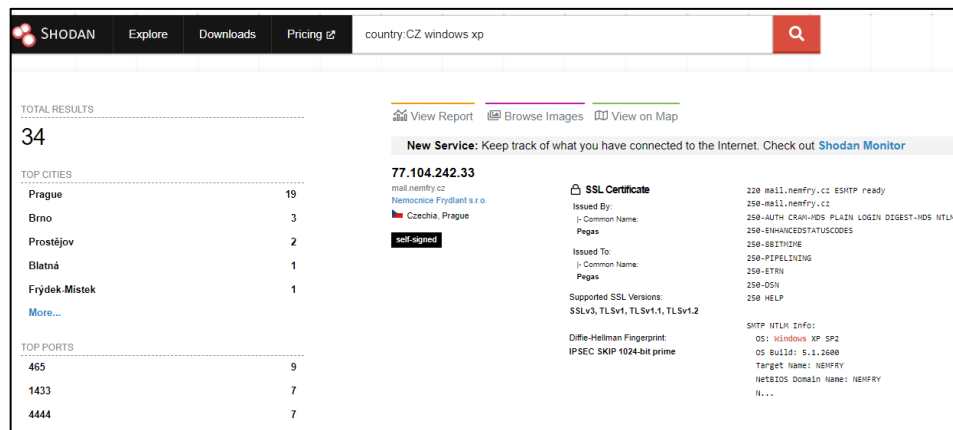 SHODAN Explore Downloads Pricing country:CZ windows xp
TOTAL RESULTS
34
TOP CITIES
Prague 19
Brno 3
Prostějov 2
Blatná 1
Frýdek-Místek 1
More...
TOP PORTS
465 9
1433 7
4444 7
View Report Browse Images View on Map
New Service: Keep track of what you have connected to the Internet. Check out Shodan Monitor
77.104.242.33
mail.nemfry.cz
Nemocnice Frydlant s.r.o.
Czechia, Prague
self-signed
SSL Certificate
Issued By:
|- Common Name:
Pegas
Issued To:
|- Common Name:
Pegas
Supported SSL Versions:
SSLv3, TLSv1, TLSv1.1, TLSv1.2
Diffie-Hellman Fingerprint:
IPSEC SKIP 1024-bit prime
220 mail.nemfry.cz ESMTP ready
250-mail.nemfry.cz
250-AUTH CRAM-MD5 PLAIN LOGIN DIGEST-MD5 NTLM
250-ENHANCEDSTATUSCODES
250-8BITMIME
250-PIPELINING
250-ETRN
250-DSN
250 HELP
SMTP NTLM Info:
OS: Windows XP SP2
OS Build: 5.1.2600
Target Name: NEMFRY
NetBIOS Domain Name: NEMFRY
N...